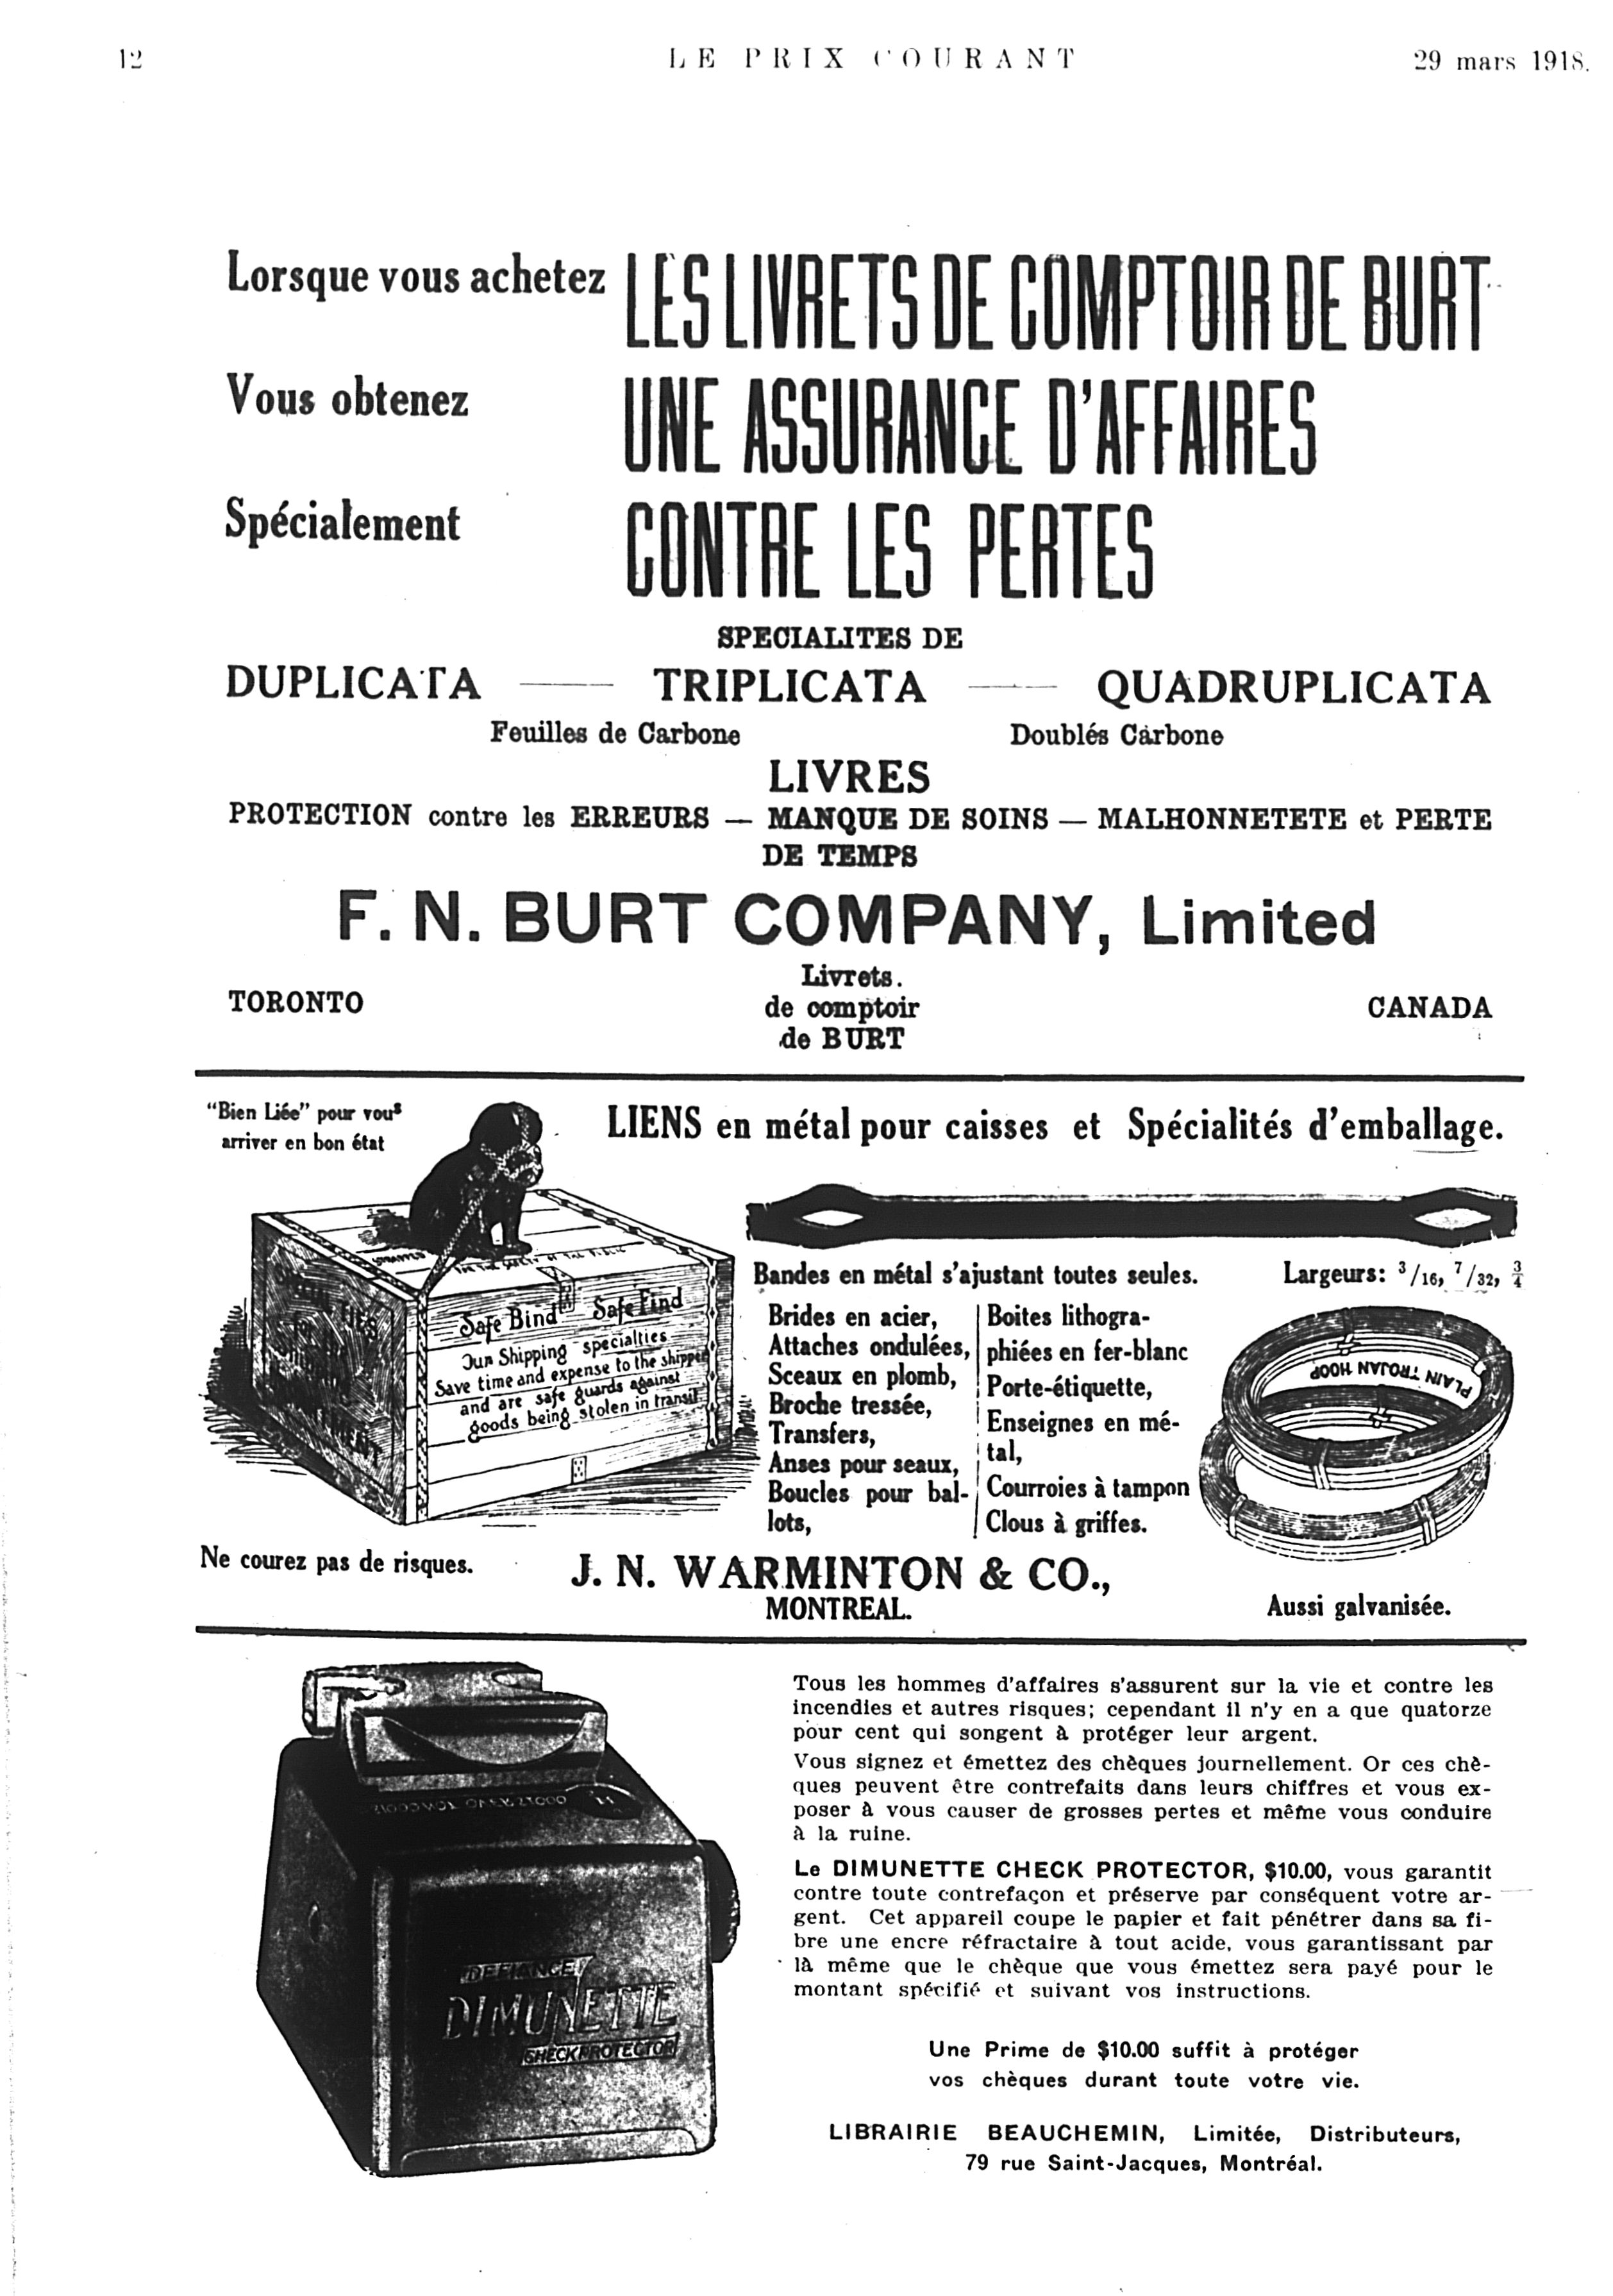 12
LE PRIX COURANT
29 mars 1918.
Lorsque vous achetez LES LIVRETS DE COMPTOIR DE BURT
Vous obtenez UNE ASSURANCE D'AFFAIRES
Spécialement CONTRE LES PERTES
SPECIALITES DE
DUPLICATA — TRIPLICATA — QUADRUPLICATA
Feuilles de Carbone Doublés Carbone
LIVRES
PROTECTION contre les ERREURS — MANQUE DE SOINS — MALHONNETETE et PERTE
DE TEMPS
F. N. BURT COMPANY, Limited
Livrets.
de comptoir
de BURT
TORONTO
CANADA
"Bien Liée" pour vous
arriver en bon état
LIENS en métal pour caisses et Spécialités d'emballage.
FOR THE SAFETY OF THE PUBLIC
Safe Bind Safe Find
Our Shipping specialties
Save time and expense to the shipper
and are safe guards against
goods being stolen in transit
Bandes en métal s'ajustant toutes seules.
Largeurs: 3/16, 7/32, 3/4
Brides en acier,
Attaches ondulées,
Sceaux en plomb,
Broche tressée,
Transfers,
Anses pour seaux,
Boucles pour bal-
lots,
Boites lithogra-
phiées en fer-blanc
Porte-étiquette,
Enseignes en mé-
tal,
Courroies à tampon
Clous à griffes.
PLAIN TROJAN HOOP
Ne courez pas de risques.
J. N. WARMINTON & CO.,
MONTREAL.
Aussi galvanisée.
DEFIANCE
DIMUNETTE
CHECK PROTECTOR
Tous les hommes d'affaires s'assurent sur la vie et contre les
incendies et autres risques; cependant il n'y en a que quatorze
pour cent qui songent à protéger leur argent.
Vous signez et émettez des chèques journellement. Or ces chè-
ques peuvent être contrefaits dans leurs chiffres et vous ex-
poser à vous causer de grosses pertes et même vous conduire
à la ruine.
Le DIMUNETTE CHECK PROTECTOR, $10.00, vous garantit
contre toute contrefaçon et préserve par conséquent votre ar-
gent. Cet appareil coupe le papier et fait pénétrer dans sa fi-
bre une encre réfractaire à tout acide, vous garantissant par
là même que le chèque que vous émettez sera payé pour le
montant spécifié et suivant vos instructions.
Une Prime de $10.00 suffit à protéger
vos chèques durant toute votre vie.
LIBRAIRIE BEAUCHEMIN, Limitée, Distributeurs,
79 rue Saint-Jacques, Montréal.